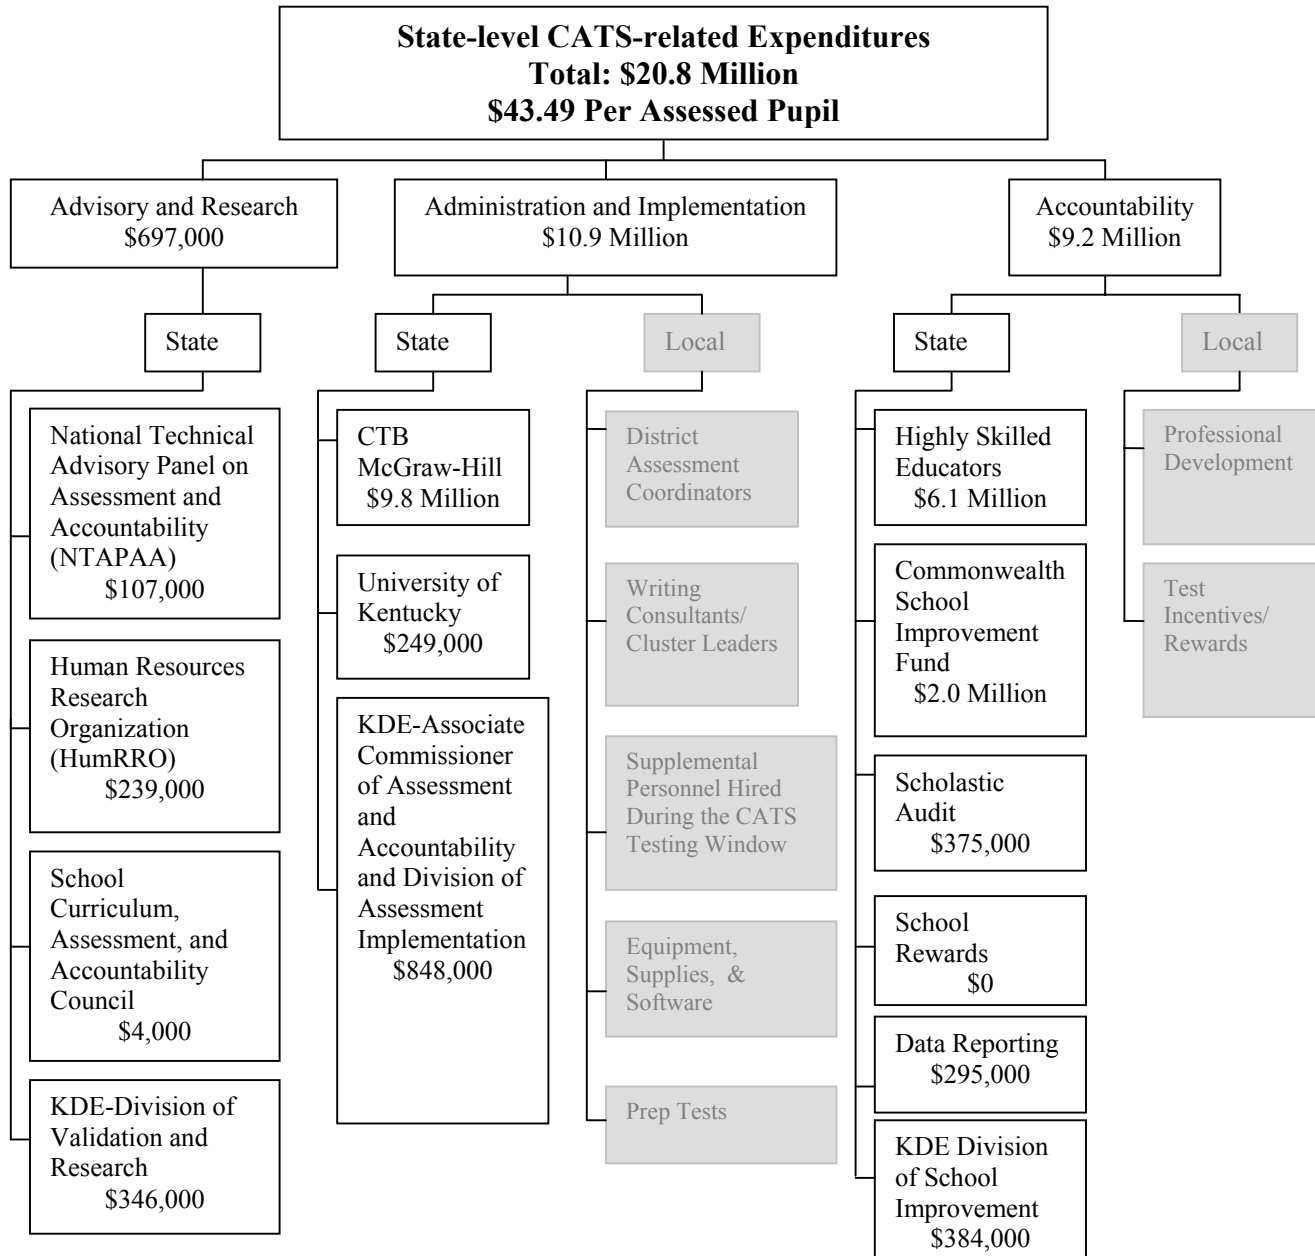 State-level CATS-related Expenditures
Total: $20.8 Million
$43.49 Per Assessed Pupil
Advisory and Research
$697,000
Administration and Implementation
$10.9 Million
Accountability
$9.2 Million
State
State
Local
State
Local
National Technical
Advisory Panel on
Assessment and
Accountability
(NTAPAA)
$107,000
Human Resources
Research
Organization
(HumRRO)
$239,000
School
Curriculum,
Assessment, and
Accountability
Council
$4,000
KDE-Division of
Validation and
Research
$346,000
CTB
McGraw-Hill
$9.8 Million
University of
Kentucky
$249,000
KDE-Associate
Commissioner
of Assessment
and
Accountability
and Division of
Assessment
Implementation
$848,000
District
Assessment
Coordinators
Writing
Consultants/
Cluster Leaders
Supplemental
Personnel Hired
During the CATS
Testing Window
Equipment,
Supplies, &
Software
Prep Tests
Highly Skilled
Educators
$6.1 Million
Commonwealth
School
Improvement
Fund
$2.0 Million
Scholastic
Audit
$375,000
School
Rewards
$0
Data Reporting
$295,000
KDE Division
of School
Improvement
$384,000
Professional
Development
Test
Incentives/
Rewards